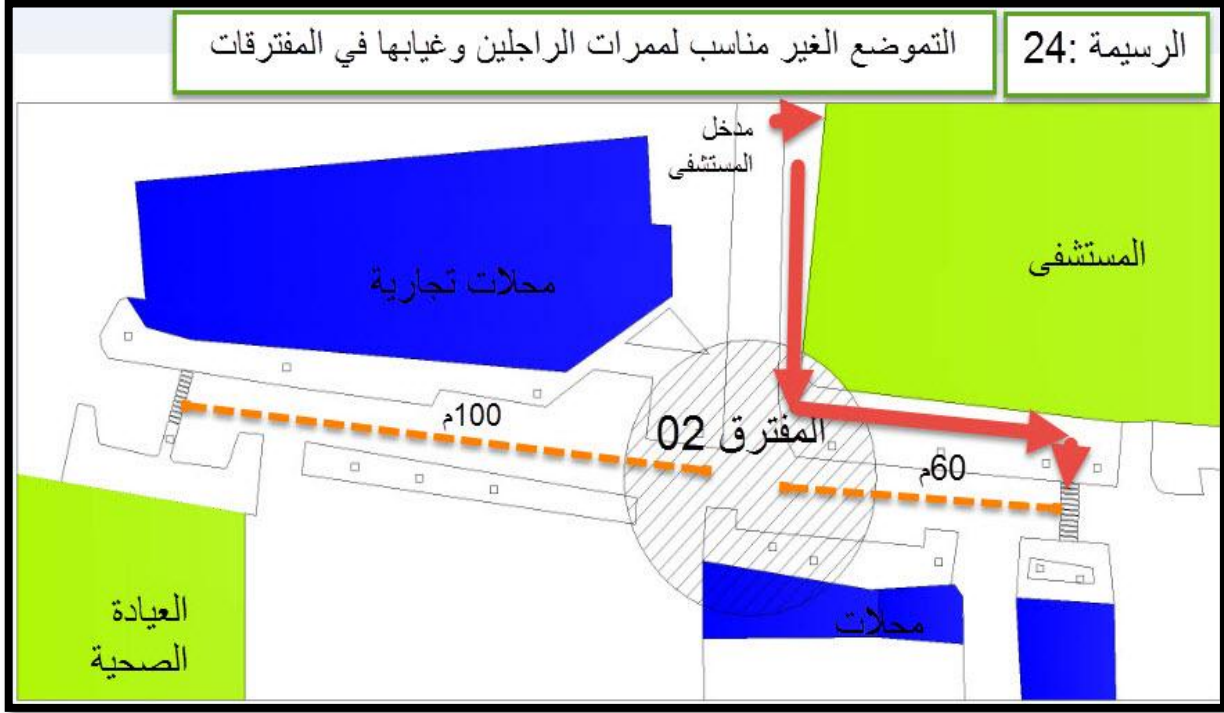 الرسيمة :24
التموضع الغير مناسب لممرات الراجلين وغيابها في المفترقات
مدخل
المستشفى
المستشفى
محلات تجارية
100م
المفترق 02
60م
محلات
العيادة
الصحية